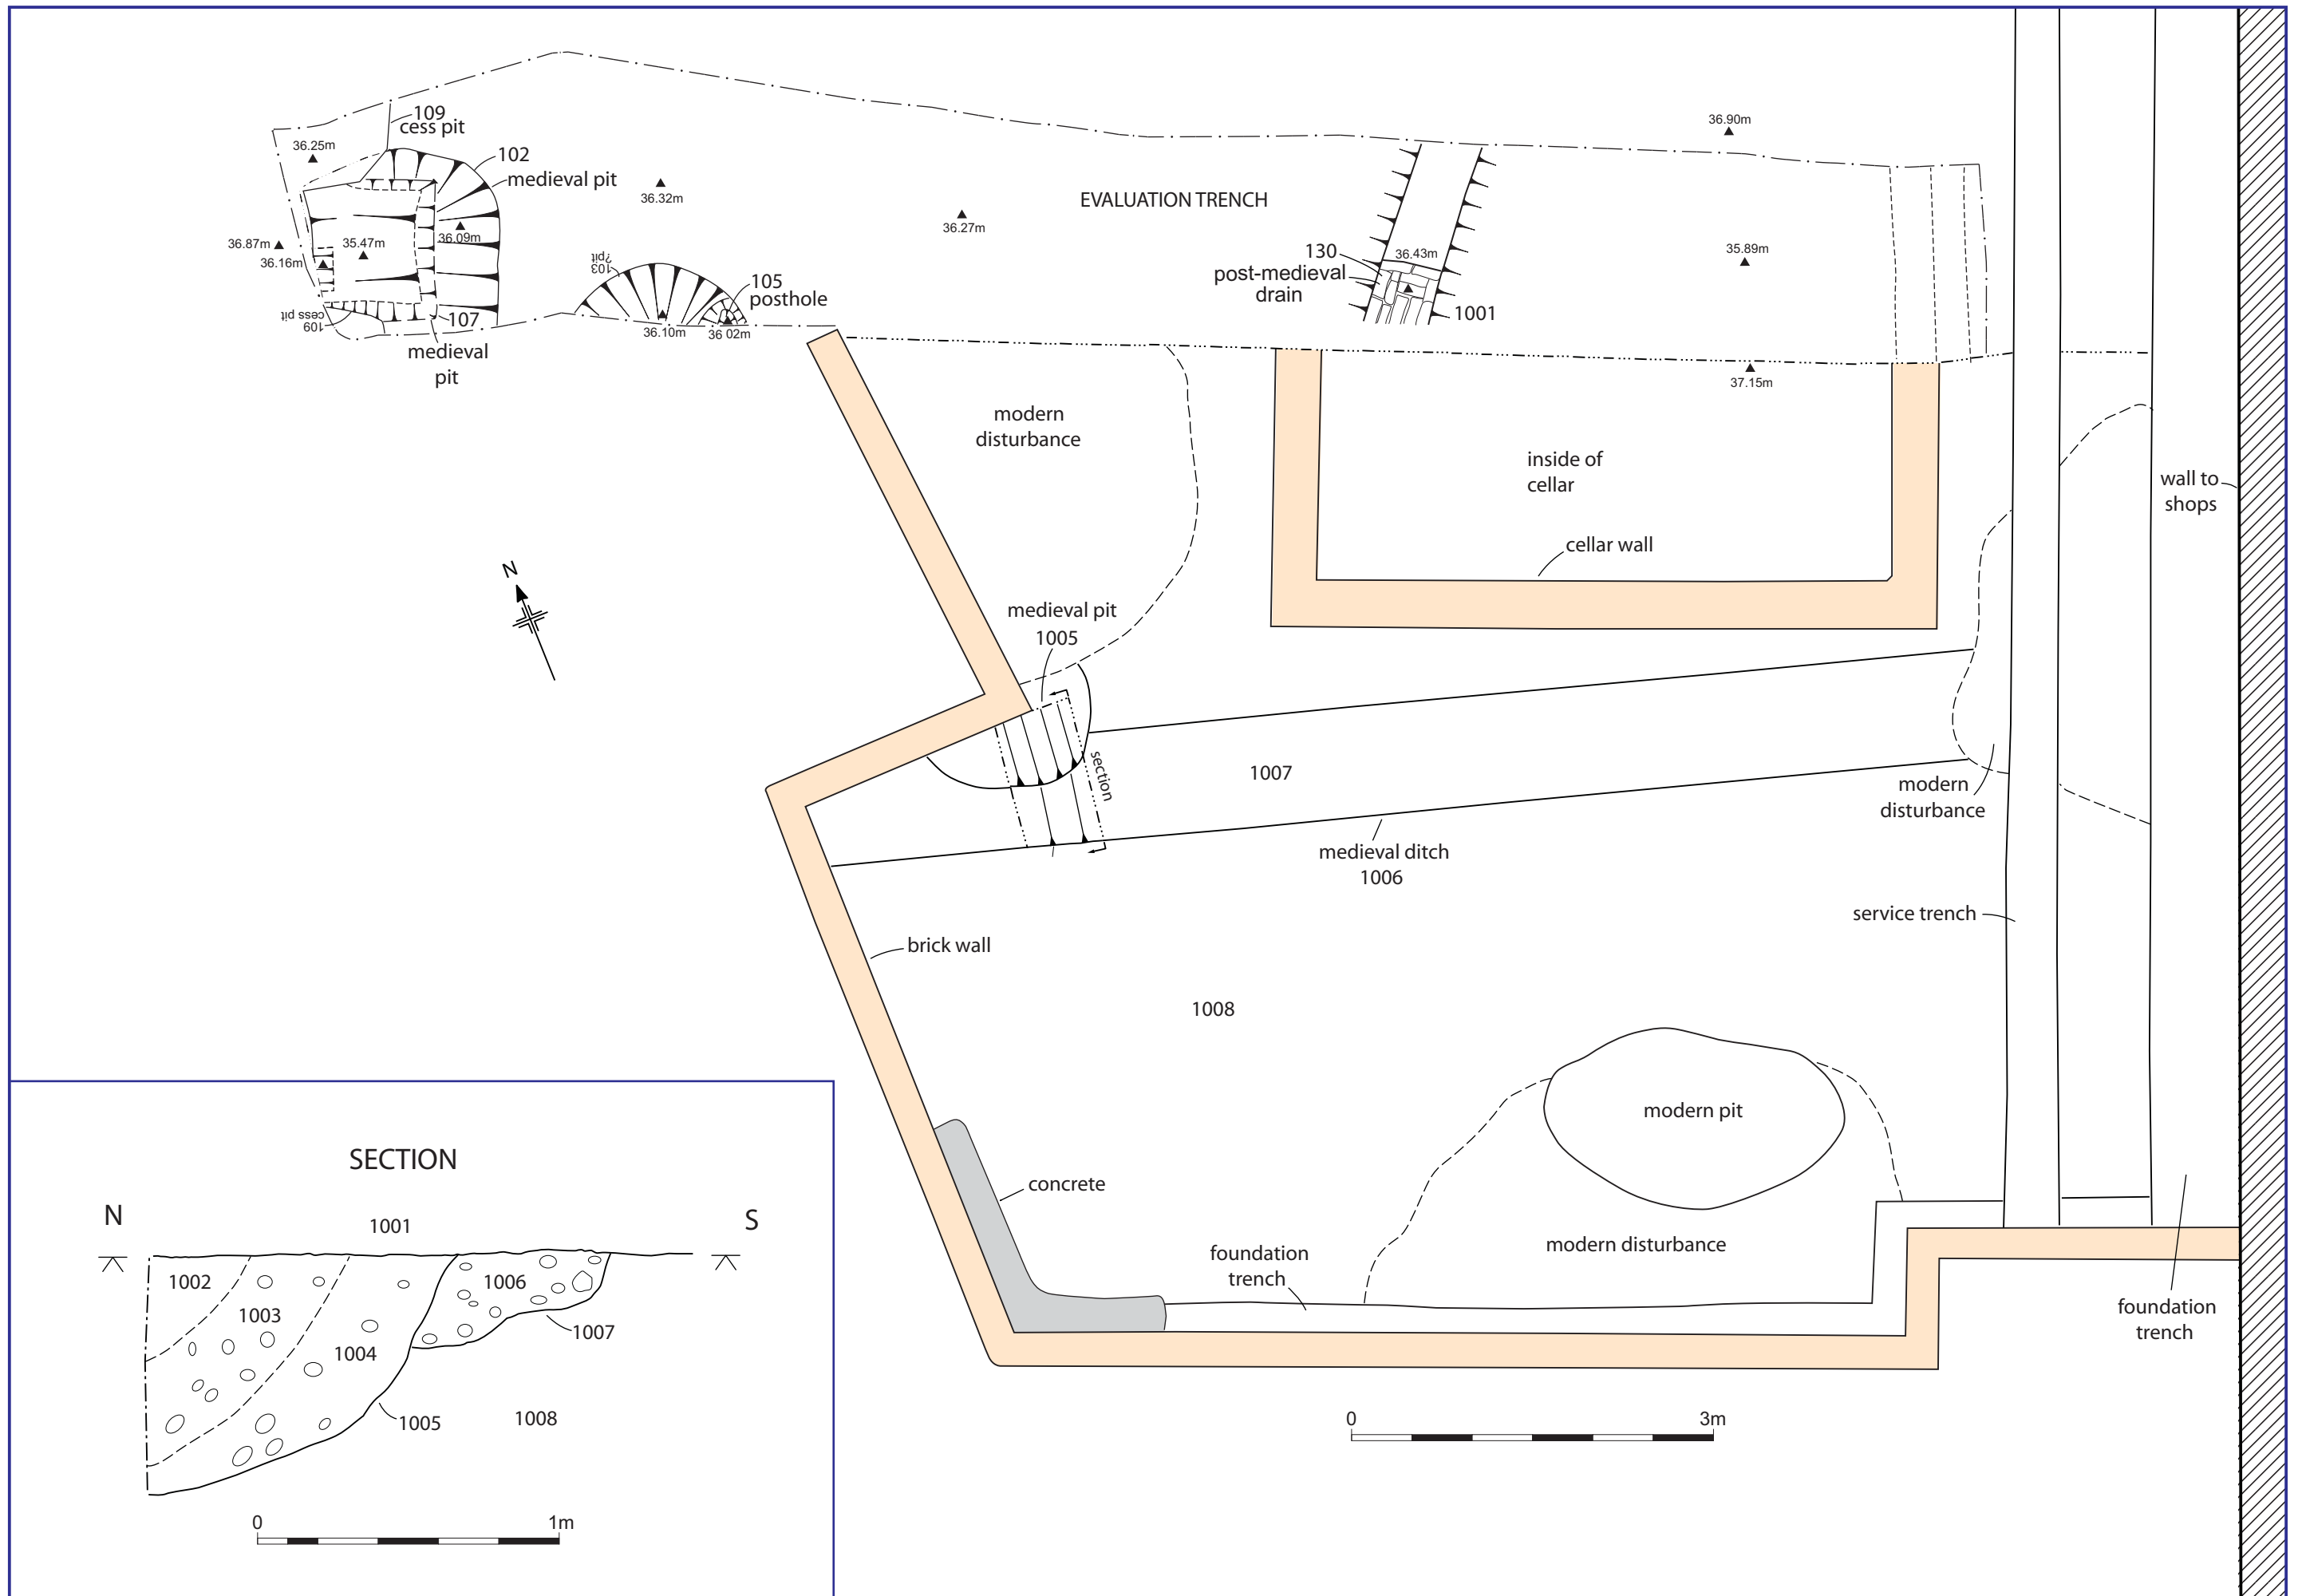 109
cess pit
36.25m
102
medieval pit
36.90m
36.32m
EVALUATION TRENCH
36.27m
36.87m
35.47m
36.09m
36.16m
103
?pit
105
posthole
130
36.43m
post-medieval
drain
35.89m
1001
109
cess pit
107
36.10m
36 02m
medieval
pit
37.15m
modern
disturbance
inside of
cellar
wall to
shops
cellar wall
N
medieval pit
1005
section
1007
modern
disturbance
medieval ditch
1006
service trench
brick wall
1008
modern pit
concrete
foundation
trench
modern disturbance
foundation
trench
0 3m
SECTION
N
S
1001
1002
1006
1003
1007
1004
1005
1008
0 1m